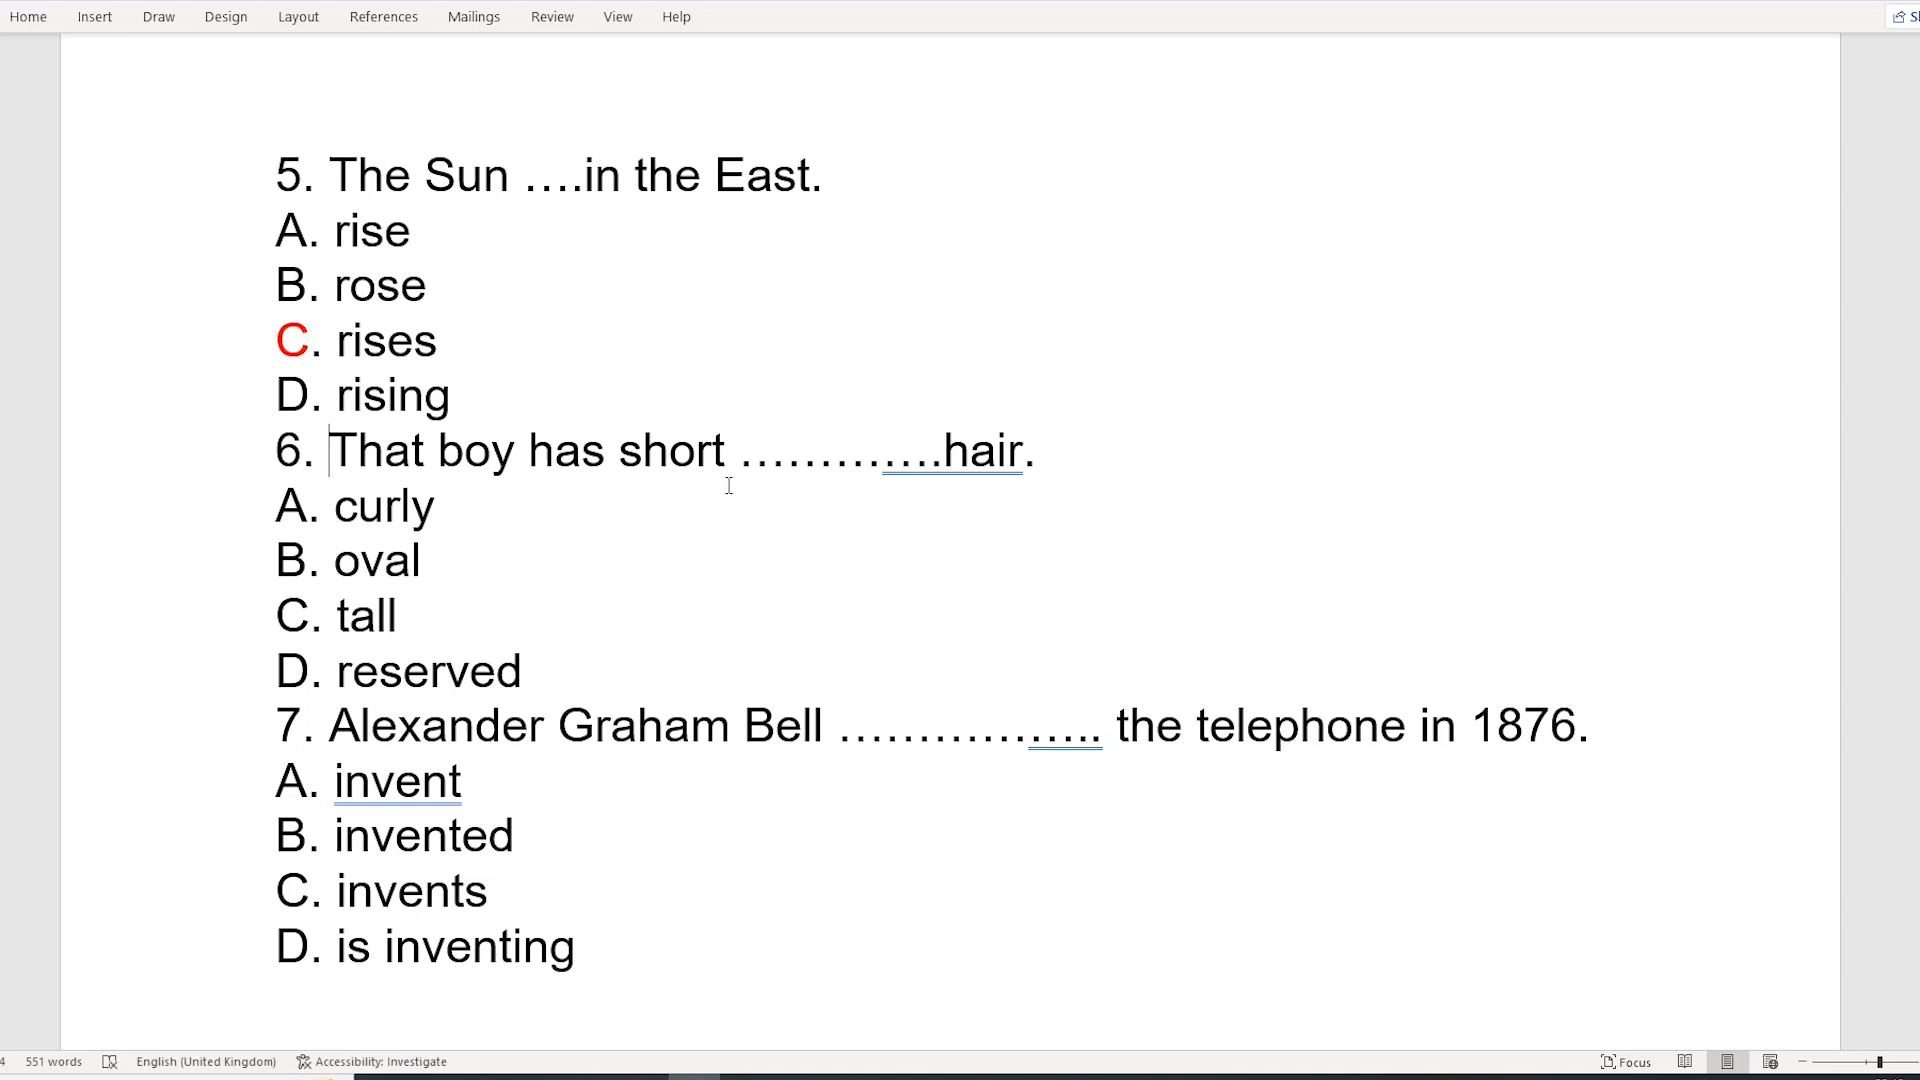 Home Insert Draw Design Layout References Mailings Review View Help
5. The Sun ….in the East.
A. rise
B. rose
C. rises
D. rising
6. That boy has short ………….hair.
A. curly
B. oval
C. tall
D. reserved
7. Alexander Graham Bell ……………….. the telephone in 1876.
A. invent
B. invented
C. invents
D. is inventing
4 551 words English (United Kingdom) Accessibility: Investigate Focus